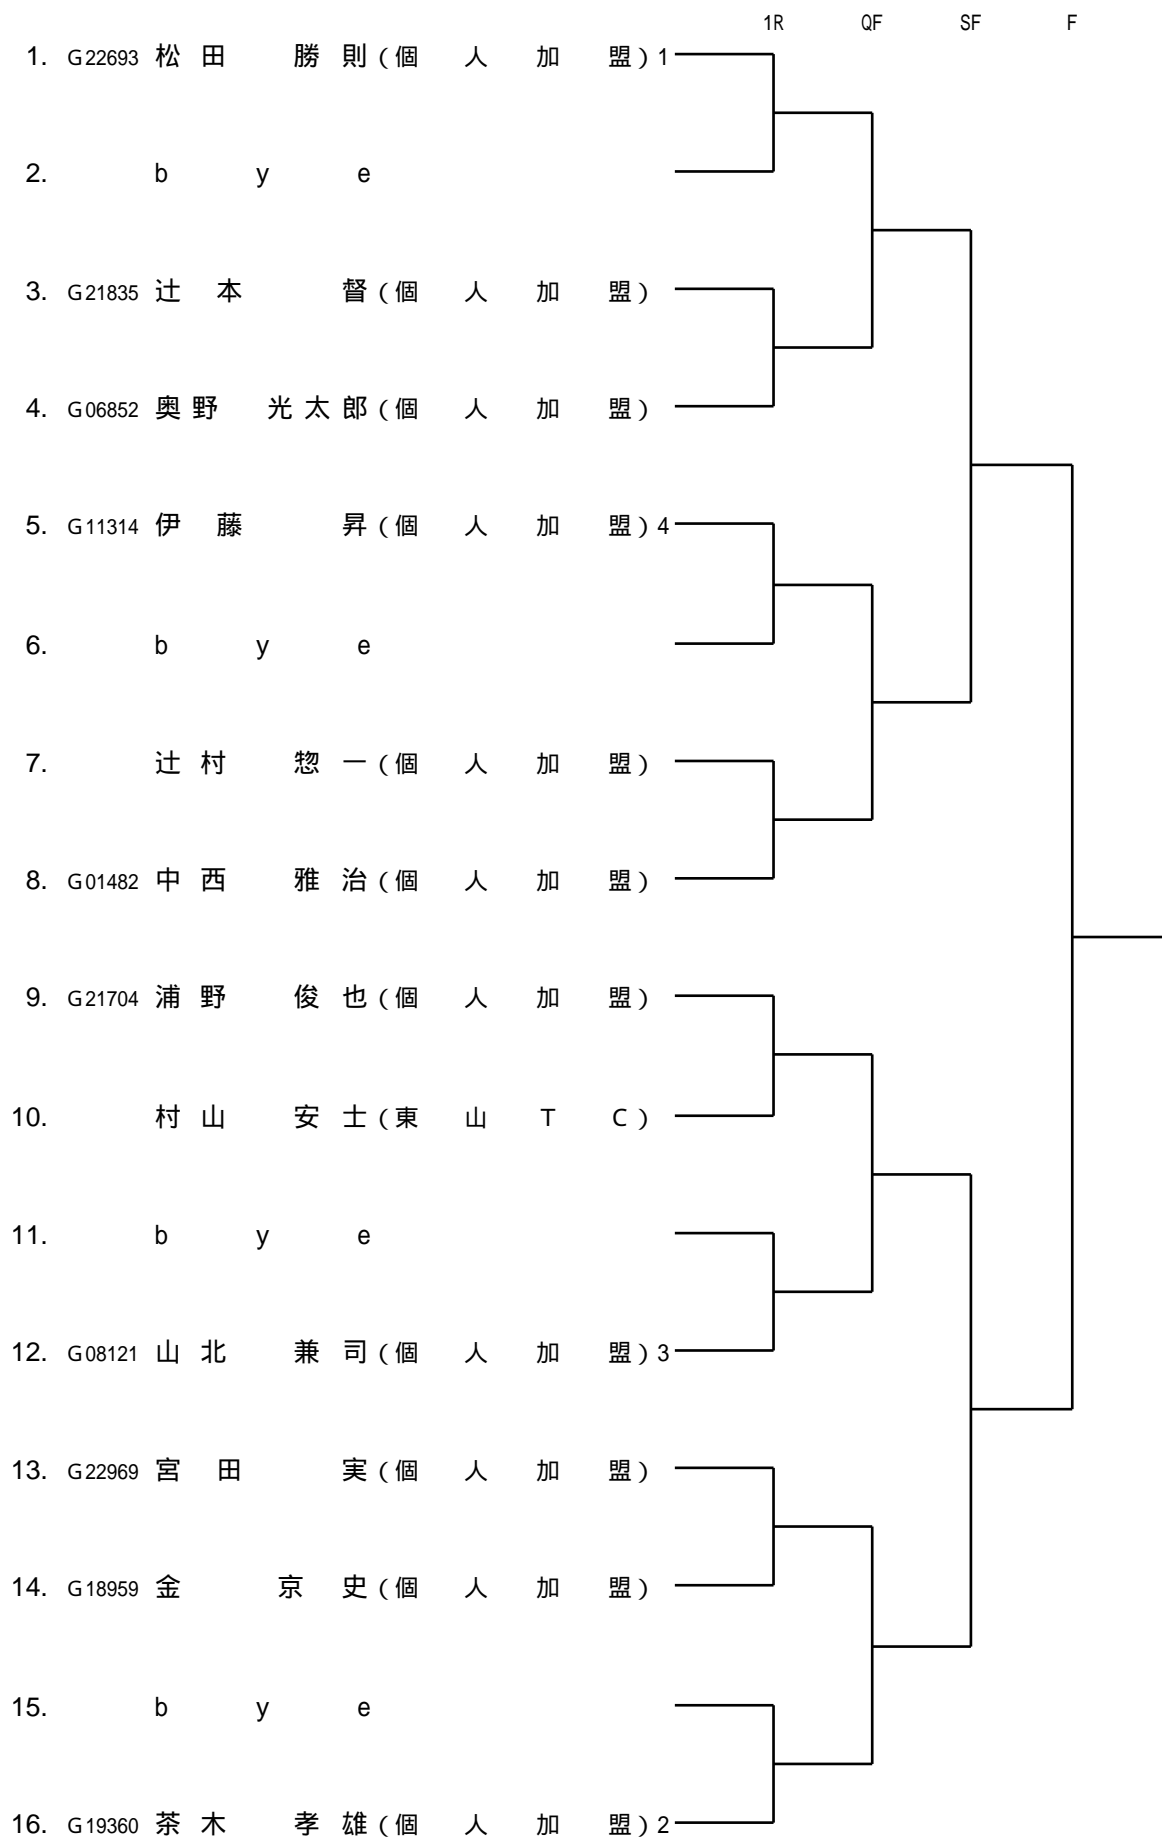 1R QF SF F
1. G22693 松田 勝則(個人加盟)1
2. bye
3. G21835 辻本 督(個人加盟)
4. G06852 奥野 光太郎(個人加盟)
5. G11314 伊藤 昇(個人加盟)4
6. bye
7. 辻村 惣一(個人加盟)
8. G01482 中西 雅治(個人加盟)
9. G21704 浦野 俊也(個人加盟)
10. 村山 安士(東山TC)
11. bye
12. G08121 山北 兼司(個人加盟)3
13. G22969 宮田 実(個人加盟)
14. G18959 金 京史(個人加盟)
15. bye
16. G19360 茶木 孝雄(個人加盟)2